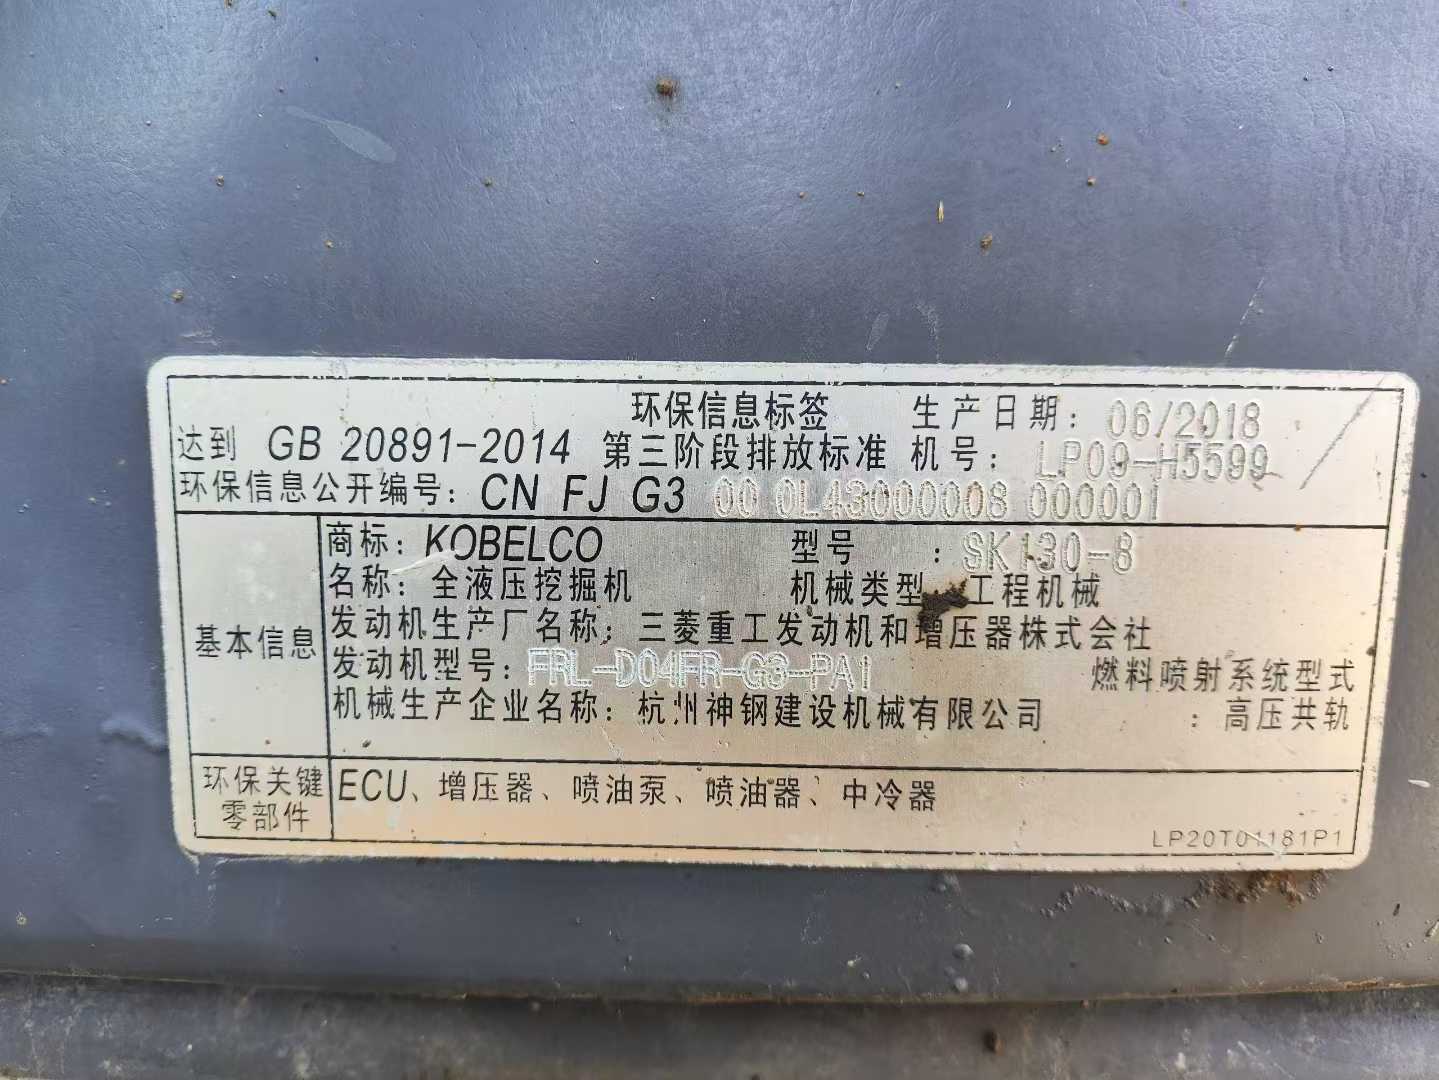 环保信息标签 生产日期：06/2018
达到 GB 20891-2014 第三阶段排放标准 机号：LP09-H5599
环保信息公开编号：CN FJ G3 00 0L43000008 000001
基本信息
商标：KOBELCO 型号 ：SK130-8
名称：全液压挖掘机 机械类型 工程机械
发动机生产厂名称：三菱重工发动机和增压器株式会社
发动机型号：FRL-D04FR-G3-PA1 燃料喷射系统型式
机械生产企业名称：杭州神钢建设机械有限公司 ：高压共轨
环保关键
零部件
ECU、增压器、喷油泵、喷油器、中冷器
LP20T01181P1